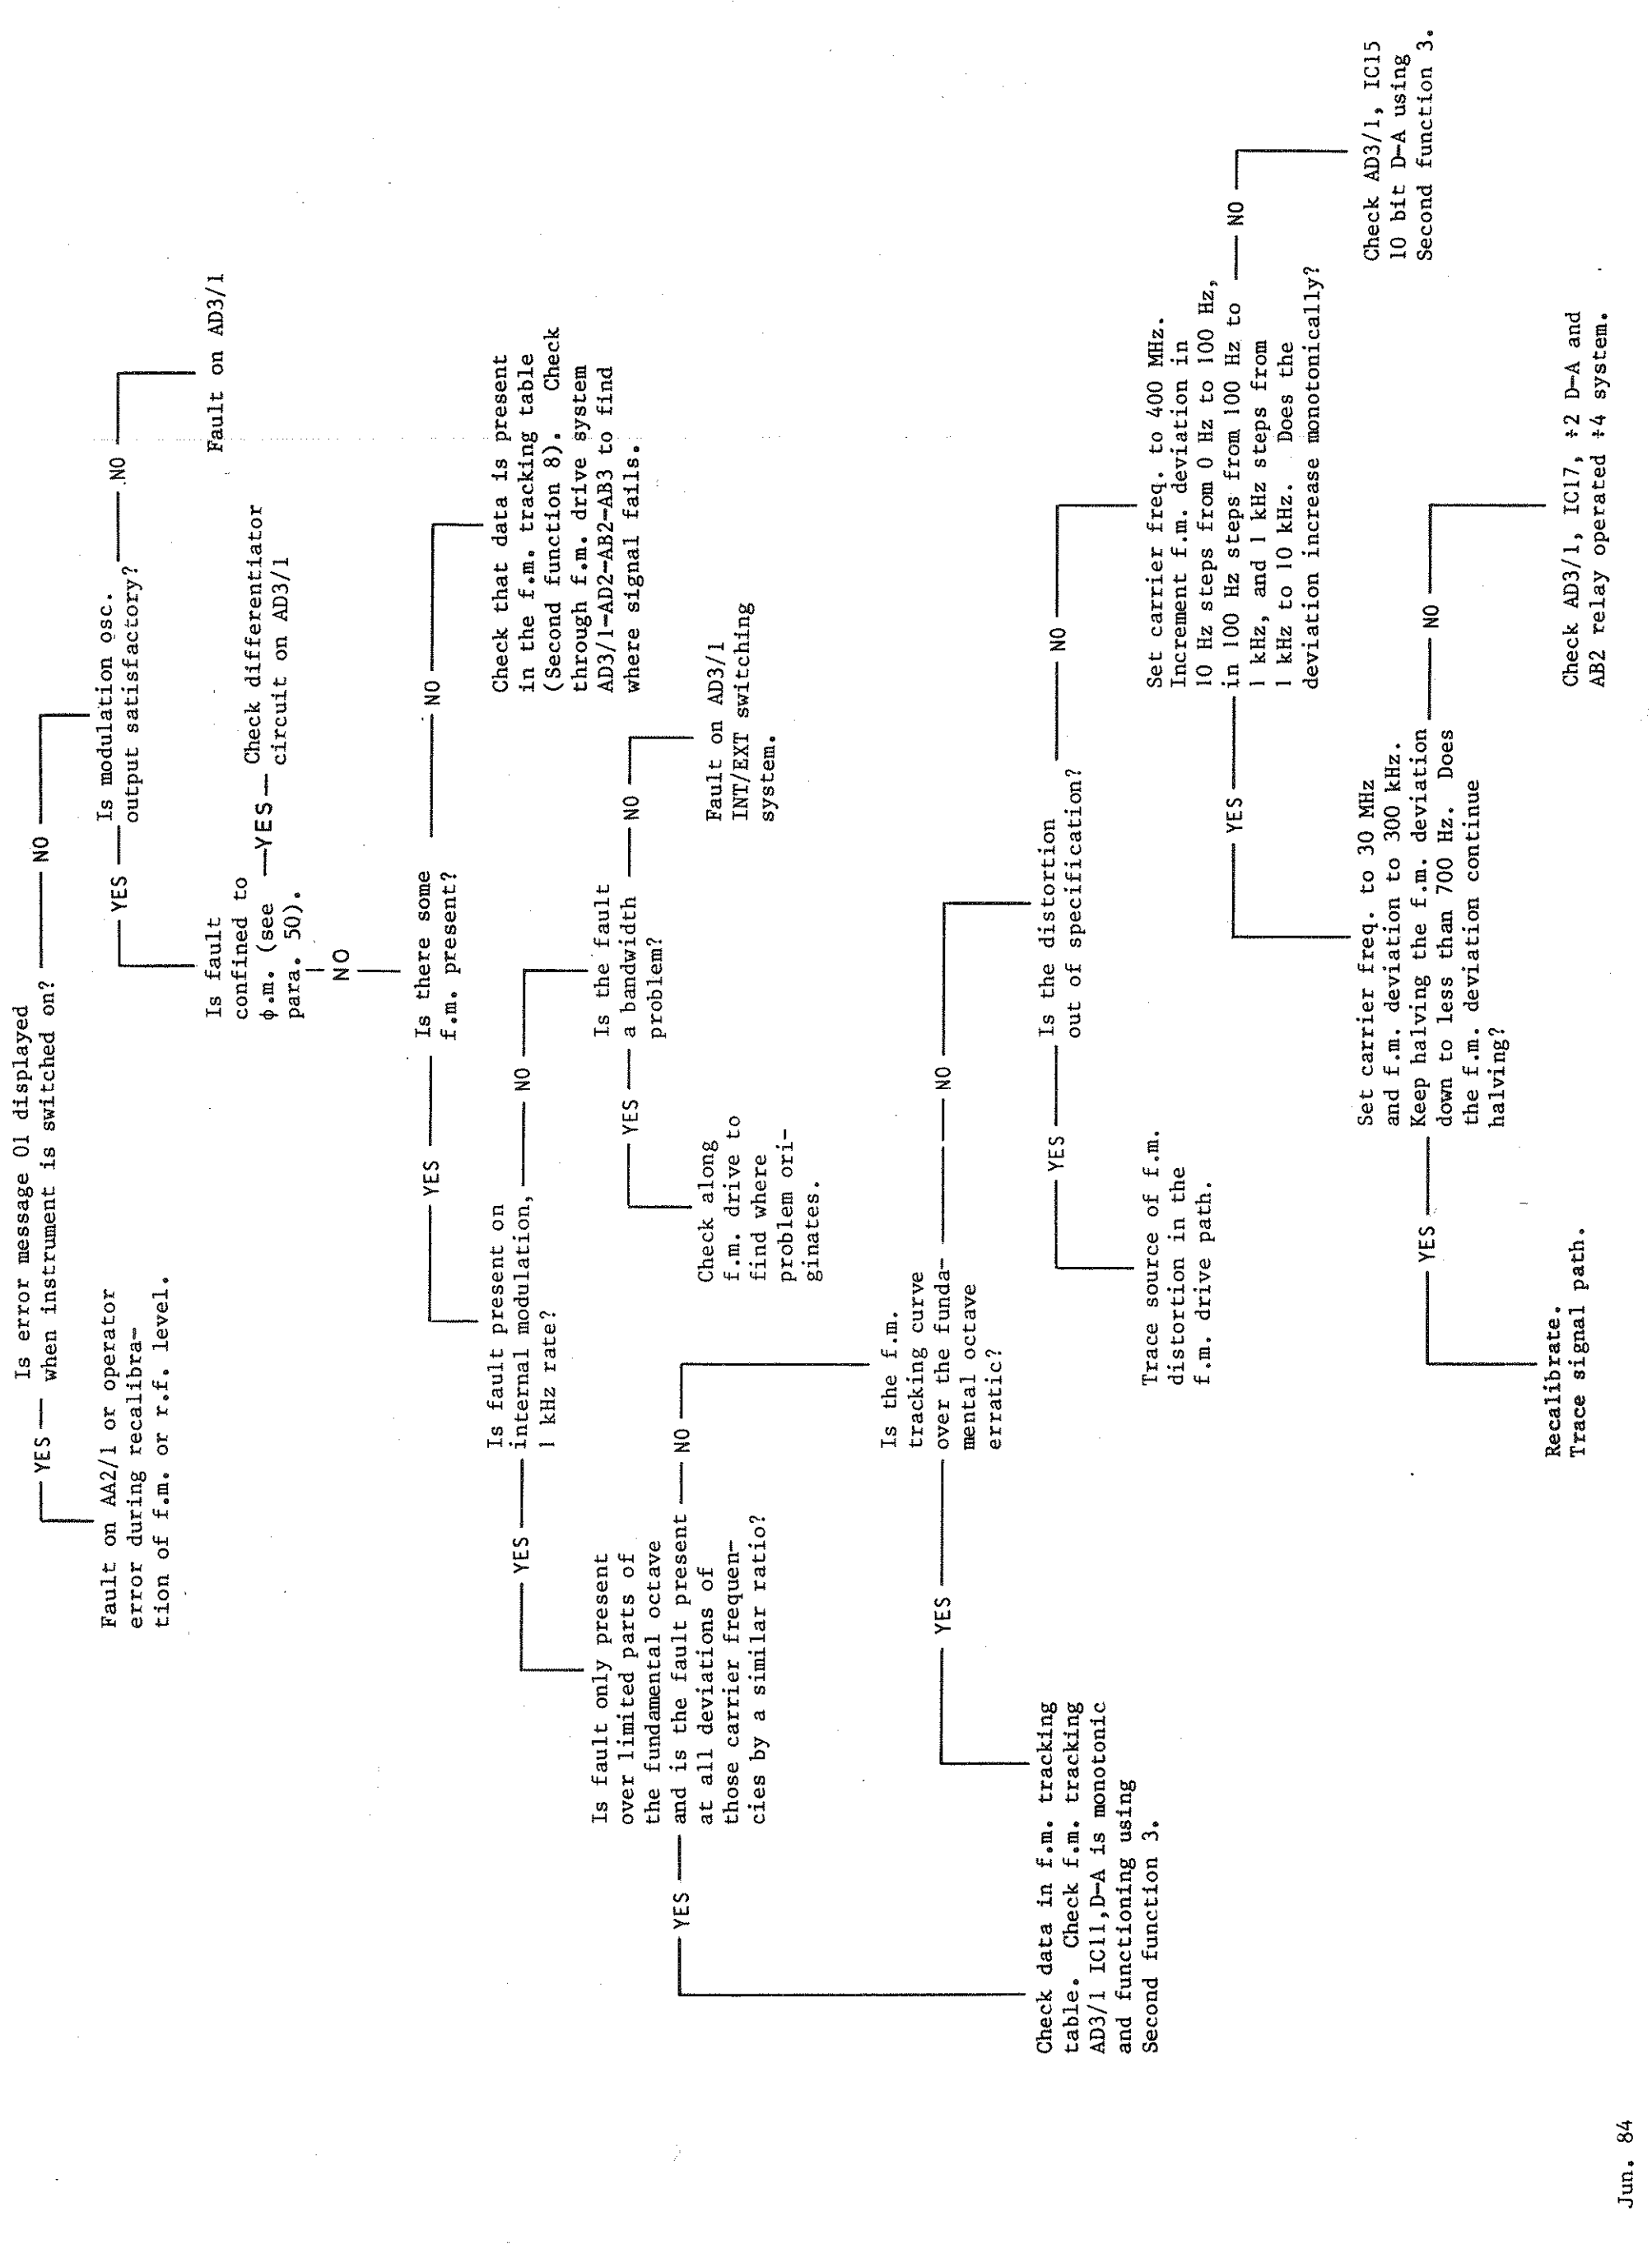 Is error message 01 displayed
YES
when instrument is switched on?
NO
Fault on AA2/1 or operator
error during recalibra-
tion of f.m. or r.f. level.
Is modulation osc.
output satisfactory?
YES
NO
Fault on AD3/1
Is fault
confined to
φ.m. (see
para. 50).
YES
Check differentiator
circuit on AD3/1
NO
Is there some
f.m. present?
YES
NO
Check that data is present
in the f.m. tracking table
(Second function 8). Check
through f.m. drive system
AD3/1-AD2-AB2-AB3 to find
where signal fails.
Is fault present on
internal modulation,
1 kHz rate?
YES
NO
Is the fault
a bandwidth
problem?
YES
NO
Check along
f.m. drive to
find where
problem ori-
ginates.
Fault on AD3/1
INT/EXT switching
system.
Is fault only present
over limited parts of
the fundamental octave
and is the fault present
at all deviations of
those carrier frequen-
cies by a similar ratio?
YES
NO
Is the f.m.
tracking curve
over the funda-
mental octave
erratic?
YES
NO
Check data in f.m. tracking
table. Check f.m. tracking
AD3/1 IC11,D-A is monotonic
and functioning using
Second function 3.
Is the distortion
out of specification?
YES
NO
Trace source of f.m.
distortion in the
f.m. drive path.
Set carrier freq. to 400 MHz.
Increment f.m. deviation in
10 Hz steps from 0 Hz to 100 Hz,
in 100 Hz steps from 100 Hz to
1 kHz, and 1 kHz steps from
1 kHz to 10 kHz. Does the
deviation increase monotonically?
YES
NO
Check AD3/1, IC15
10 bit D-A using
Second function 3.
Set carrier freq. to 30 MHz
and f.m. deviation to 300 kHz.
Keep halving the f.m. deviation
down to less than 700 Hz. Does
the f.m. deviation continue
halving?
YES
NO
Recalibrate.
Trace signal path.
Check AD3/1, IC17, ÷2 D-A and
AB2 relay operated ÷4 system.
Jun. 84